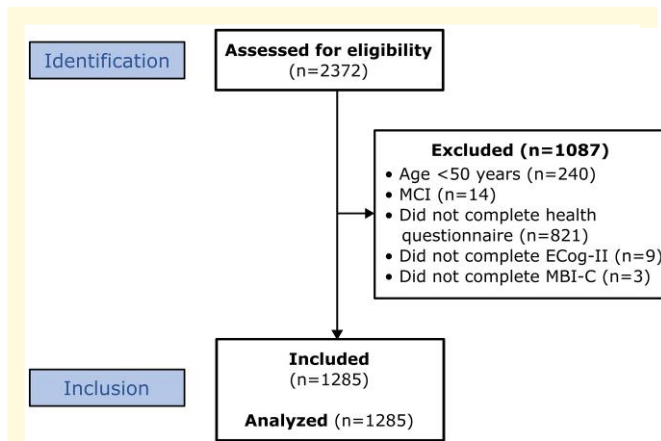 Identification
Assessed for eligibility
(n=2372)
Excluded (n=1087)
• Age <50 years (n=240)
• MCI (n=14)
• Did not complete health
questionnaire (n=821)
• Did not complete ECog-II (n=9)
• Did not complete MBI-C (n=3)
Inclusion
Included
(n=1285)
Analyzed (n=1285)